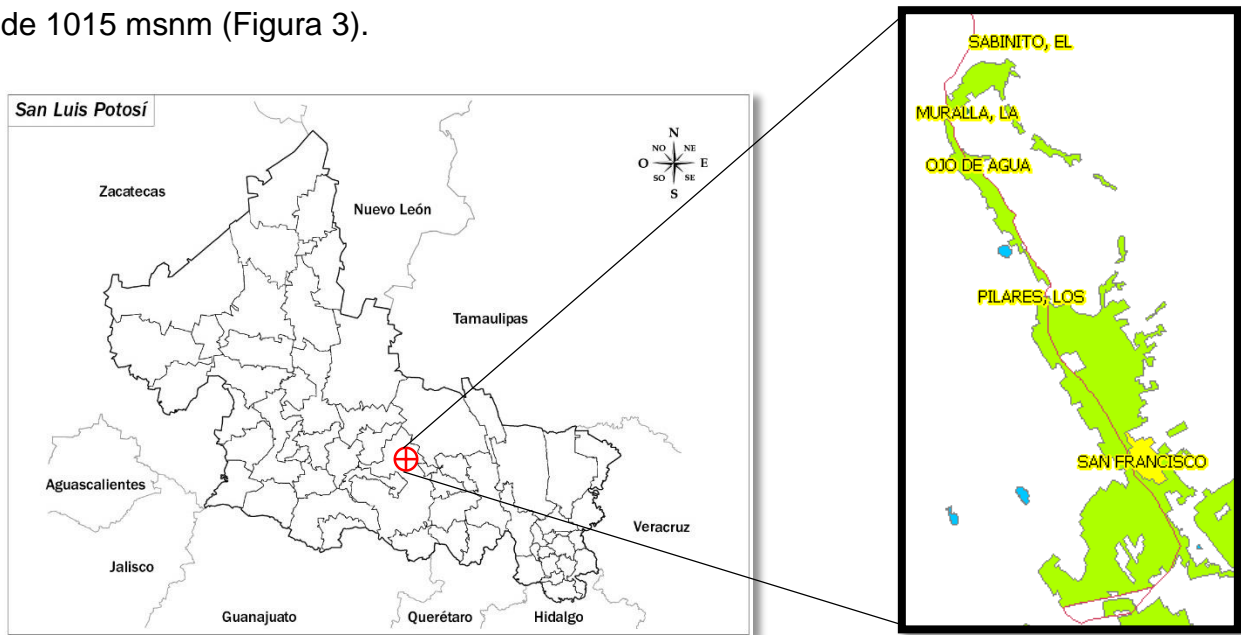 de 1015 msnm (Figura 3).
San Luis Potosí
N
NO NE
O E
SO SE
S
Zacatecas
Nuevo León
Tamaulipas
Aguascalientes
Veracruz
Jalisco
Guanajuato
Querétaro
Hidalgo
SABINITO, EL
MURALLA, LA
OJO DE AGUA
PILARES, LOS
SAN FRANCISCO